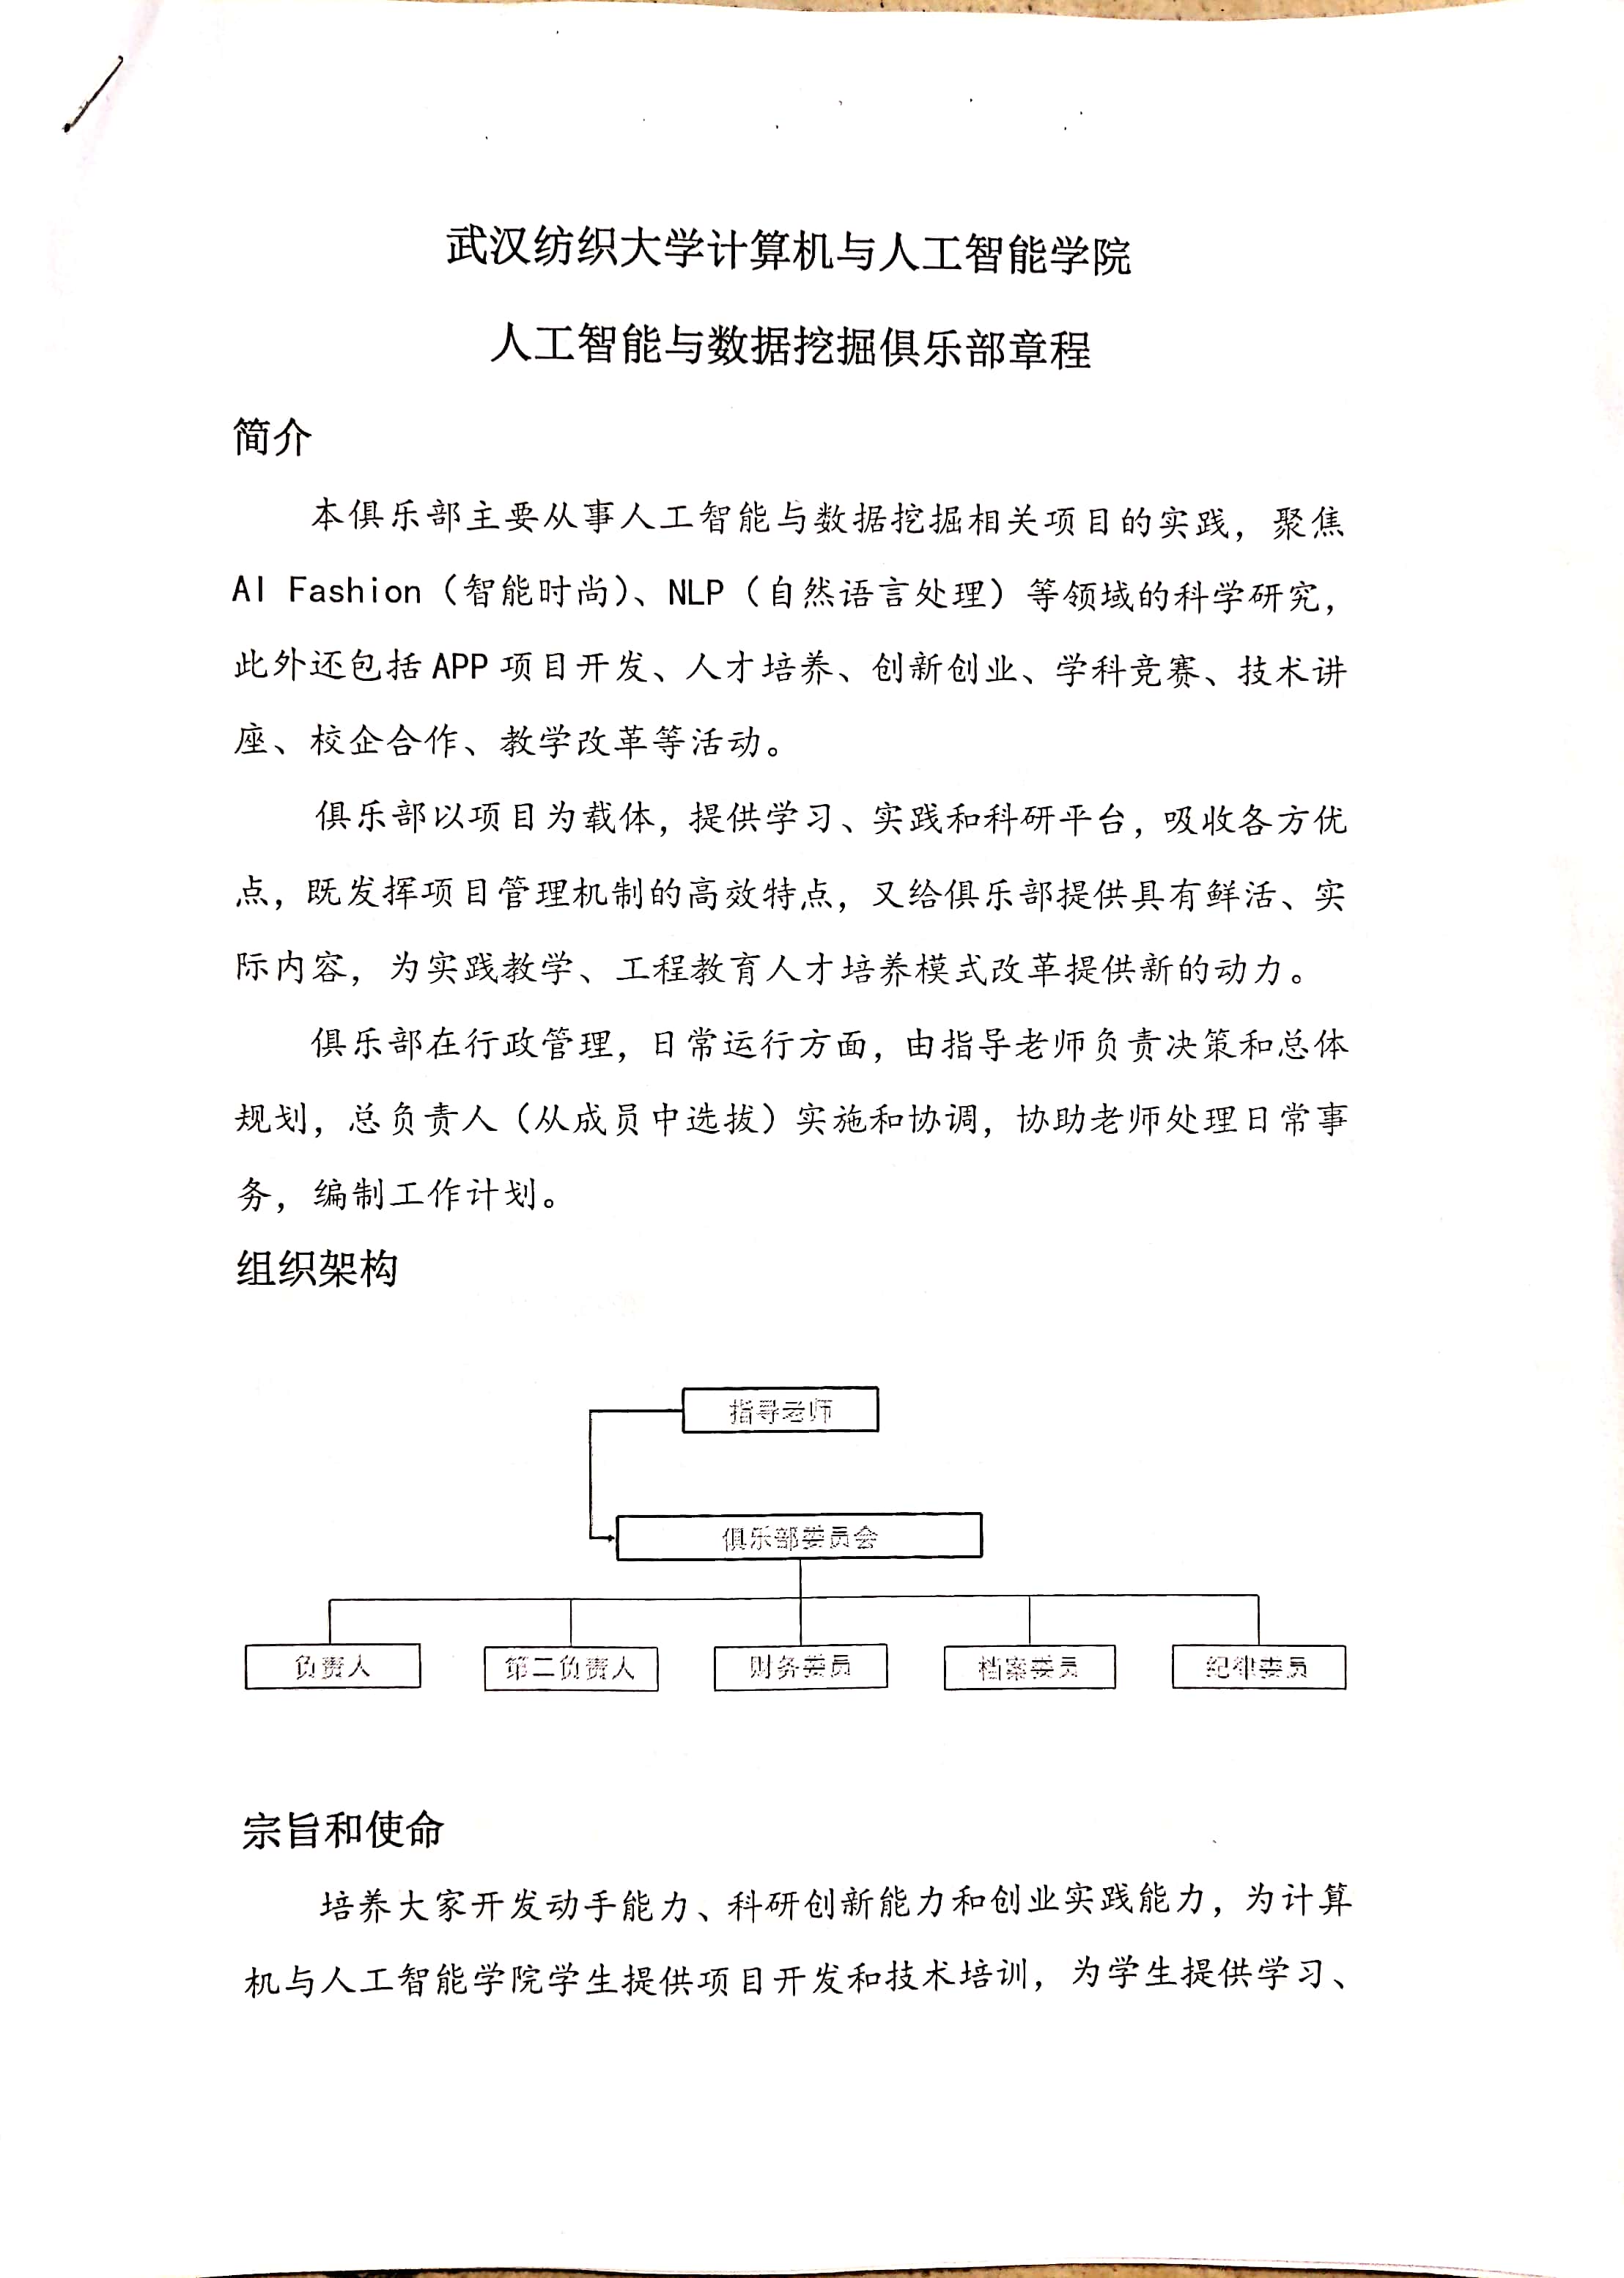 武汉纺织大学计算机与人工智能学院
人工智能与数据挖掘俱乐部章程
简介
本俱乐部主要从事人工智能与数据挖掘相关项目的实践，聚焦
AI Fashion（智能时尚）、NLP（自然语言处理）等领域的科学研究，
此外还包括 APP 项目开发、人才培养、创新创业、学科竞赛、技术讲
座、校企合作、教学改革等活动。
俱乐部以项目为载体，提供学习、实践和科研平台，吸收各方优
点，既发挥项目管理机制的高效特点，又给俱乐部提供具有鲜活、实
际内容，为实践教学、工程教育人才培养模式改革提供新的动力。
俱乐部在行政管理，日常运行方面，由指导老师负责决策和总体
规划，总负责人（从成员中选拔）实施和协调，协助老师处理日常事
务，编制工作计划。
组织架构
指导老师
俱乐部委员会
负责人
第二负责人
财务委员
档案委员
纪律委员
宗旨和使命
培养大家开发动手能力、科研创新能力和创业实践能力，为计算
机与人工智能学院学生提供项目开发和技术培训，为学生提供学习、